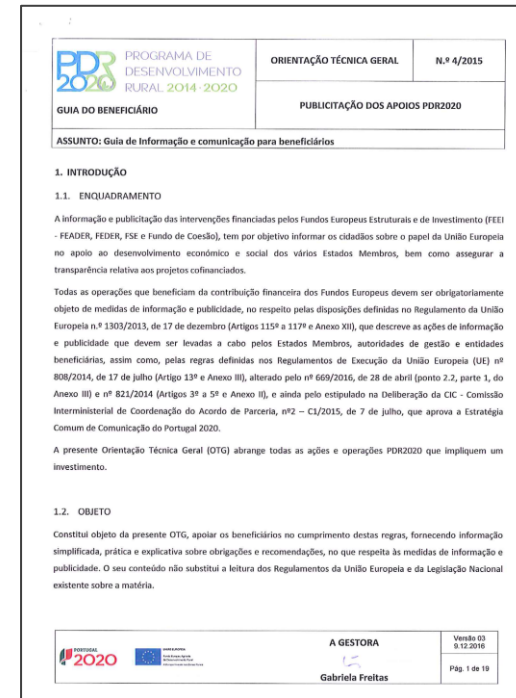 PDR
2020
PROGRAMA DE
DESENVOLVIMENTO
RURAL 2014 · 2020
GUIA DO BENEFICIÁRIO
ORIENTAÇÃO TÉCNICA GERAL
N.º 4/2015
PUBLICITAÇÃO DOS APOIOS PDR2020
ASSUNTO: Guia de Informação e comunicação para beneficiários
1. INTRODUÇÃO
1.1. ENQUADRAMENTO
A informação e publicitação das intervenções financiadas pelos Fundos Europeus Estruturais e de Investimento (FEEI
- FEADER, FEDER, FSE e Fundo de Coesão), tem por objetivo informar os cidadãos sobre o papel da União Europeia
no apoio ao desenvolvimento económico e social dos vários Estados Membros, bem como assegurar a
transparência relativa aos projetos cofinanciados.
Todas as operações que beneficiam da contribuição financeira dos Fundos Europeus devem ser obrigatoriamente
objeto de medidas de informação e publicidade, no respeito pelas disposições definidas no Regulamento da União
Europeia n.º 1303/2013, de 17 de dezembro (Artigos 115º a 117º e Anexo XII), que descreve as ações de informação
e publicidade que devem ser levadas a cabo pelos Estados Membros, autoridades de gestão e entidades
beneficiárias, assim como, pelas regras definidas nos Regulamentos de Execução da União Europeia (UE) nº
808/2014, de 17 de julho (Artigo 13º e Anexo III), alterado pelo nº 669/2016, de 28 de abril (ponto 2.2, parte 1, do
Anexo III) e nº 821/2014 (Artigos 3º a 5º e Anexo II), e ainda pelo estipulado na Deliberação da CIC - Comissão
Interministerial de Coordenação do Acordo de Parceria, nº2 – C1/2015, de 7 de julho, que aprova a Estratégia
Comum de Comunicação do Portugal 2020.
A presente Orientação Técnica Geral (OTG) abrange todas as ações e operações PDR2020 que impliquem um
investimento.
1.2. OBJETO
Constitui objeto da presente OTG, apoiar os beneficiários no cumprimento destas regras, fornecendo informação
simplificada, prática e explicativa sobre obrigações e recomendações, no que respeita às medidas de informação e
publicidade. O seu conteúdo não substitui a leitura dos Regulamentos da União Europeia e da Legislação Nacional
existente sobre a matéria.
PORTUGAL
2020
A GESTORA
Gabriela Freitas
Versão 03
9.12.2016
Pág. 1 de 19